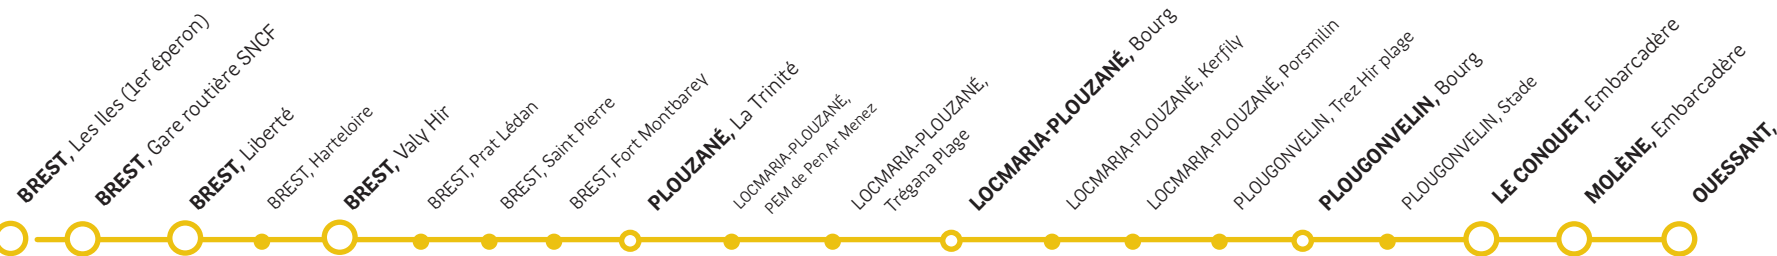 BREST, Les Iles (1er éperon)
BREST, Gare routière SNCF
BREST, Liberté
BREST, Harteloire
BREST, Valy Hir
BREST, Prat Lédan
BREST, Saint Pierre
BREST, Fort Montbarey
PLOUZANÉ, La Trinité
LOCMARIA-PLOUZANÉ,
PEM de Pen Ar Menez
LOCMARIA-PLOUZANÉ,
Trégana Plage
LOCMARIA-PLOUZANÉ, Bourg
LOCMARIA-PLOUZANÉ, Kerfily
LOCMARIA-PLOUZANÉ, Porsmilin
PLOUGONVELIN, Trez Hir plage
PLOUGONVELIN, Bourg
PLOUGONVELIN, Stade
LE CONQUET, Embarcadère
MOLÈNE, Embarcadère
OUESSANT,